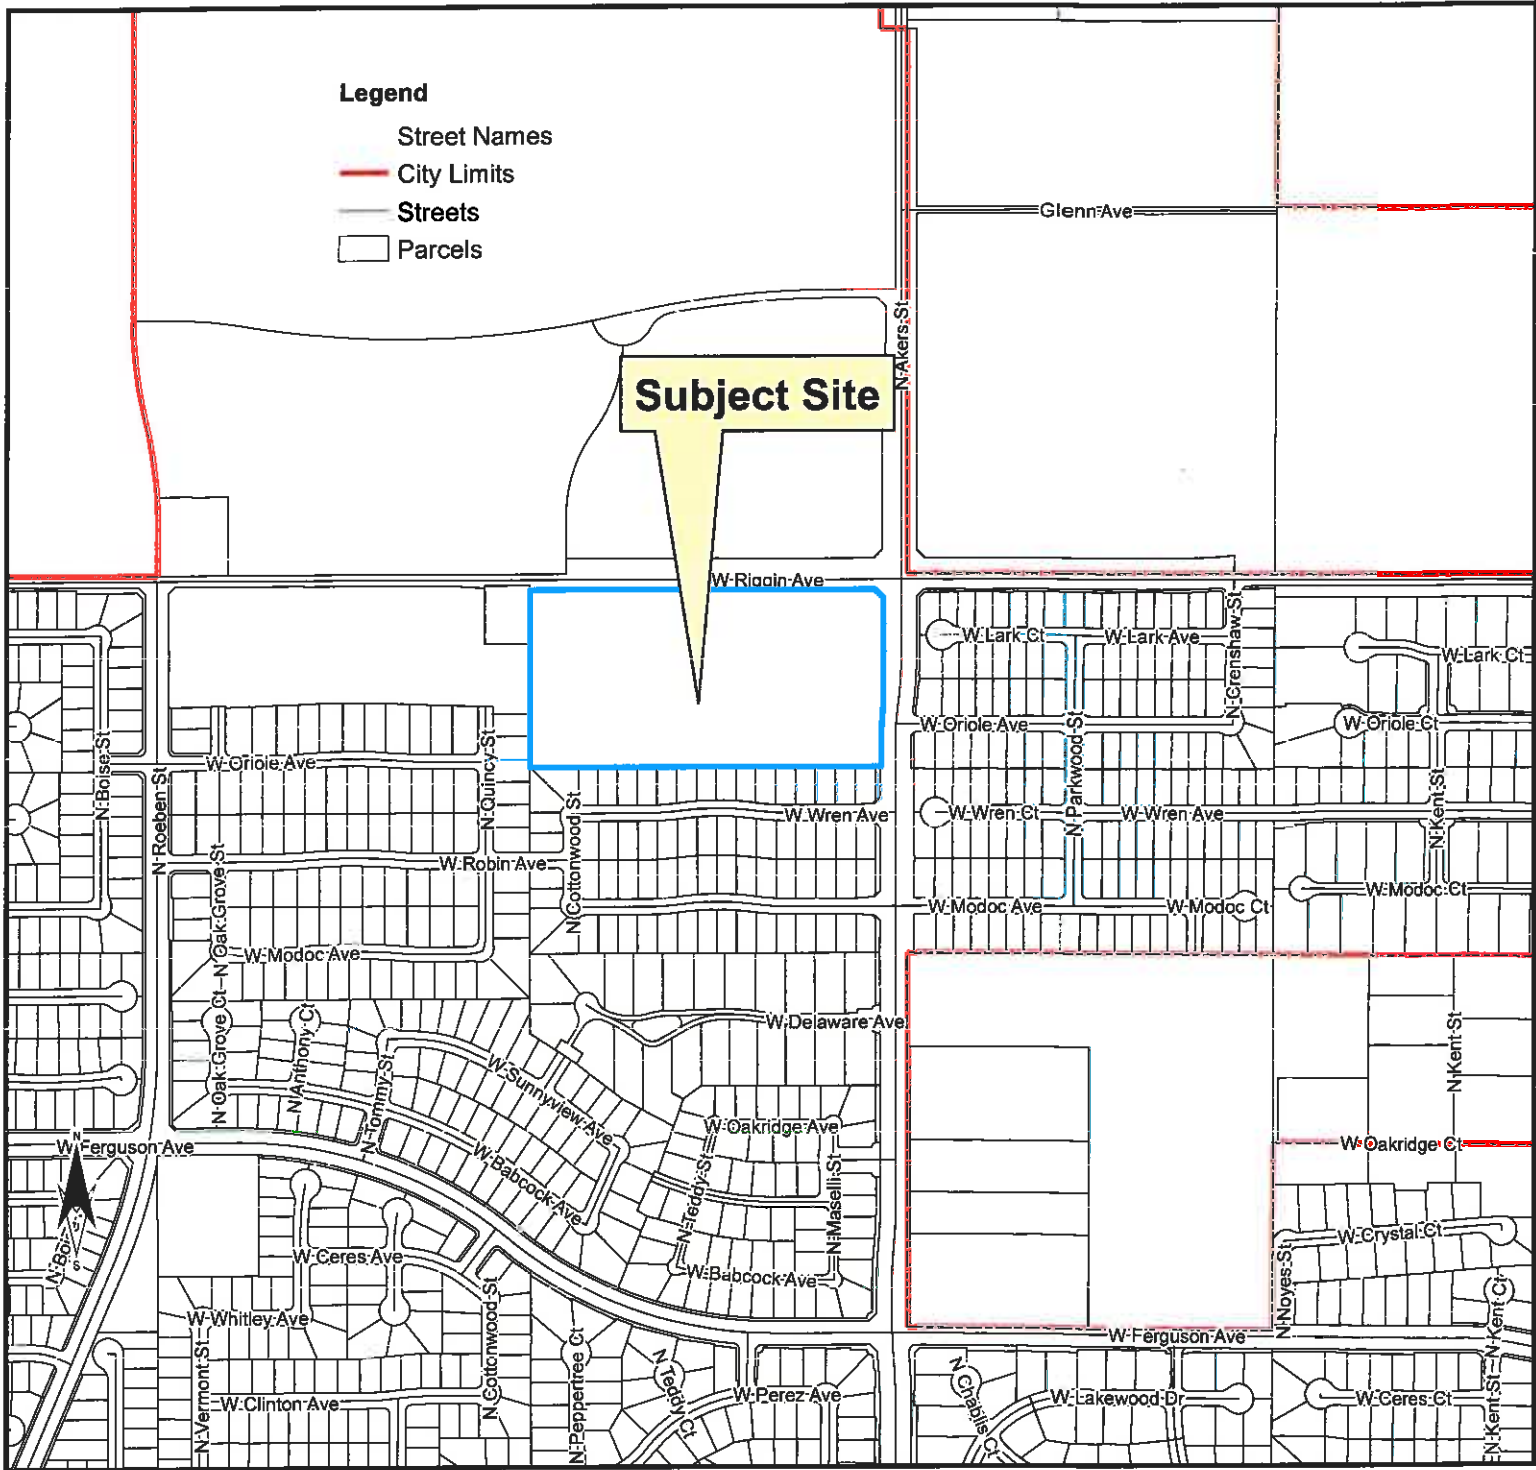 Legend
Street Names
City Limits
Streets
Parcels
Glenn Ave
N Akers St
Subject Site
W Riggin Ave
W Lark Ct
W Lark Ave
N Crenshaw St
W Lark Ct
W Oriole Ave
N Parkwood St
W Oriole Ct
N Boise St
W Oriole Ave
N Quincy St
N Roeben St
N Kent St
N Cottonwood St
W Wren Ave
W Wren Ct
W Wren Ave
W Robin Ave
N Oak Grove St
W Modoc Ave
W Modoc Ct
W Modoc Ct
W Modoc Ave
W Delaware Ave
N Oak Grove Ct
N Anthony Ct
N Tommy St
W Sunnyview Ave
N Kent St
W Oakridge Ave
W Oakridge Ct
N
W Ferguson Ave
W Babcock Ave
N Teddy St
N Maselli St
S
W Ceres Ave
W Babcock Ave
W Crystal Ct
N Noyes St
N Cottonwood St
W Whitley Ave
W Ferguson Ave
N Kent Ct
N Vermont St
N Peppertree Ct
N Teddy Ct
W Perez Ave
N Chablis Ct
W Lakewood Dr
W Ceres Ct
N Kent St
W Clinton Ave